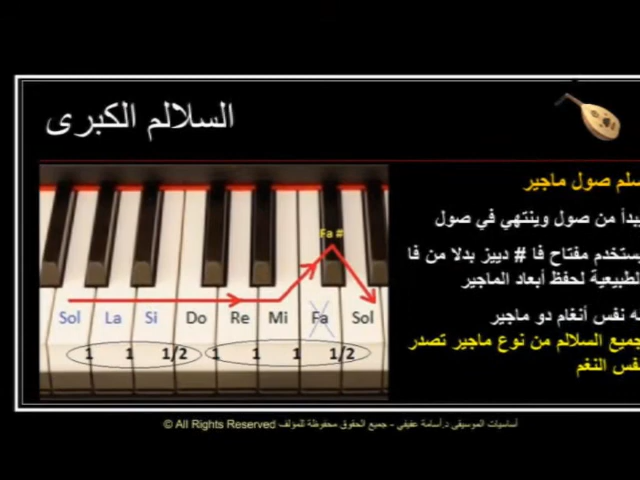 السلالم الكبرى
سلم صول ماجير
يبدأ من صول وينتهي في صول
يستخدم مفتاح فا # دييز بدلا من فا
الطبيعية لحفظ أبعاد الماجير
له نفس أنغام دو ماجير
جميع السلالم من نوع ماجير تصدر
نفس النغم
Fa #
Sol La Si Do Re Mi Fa Sol
1 1 1/2 1 1 1 1/2
أساسيات الموسيقى د.أسامة عفيفي - جميع الحقوق محفوظة للمولف All Rights Reserved ©